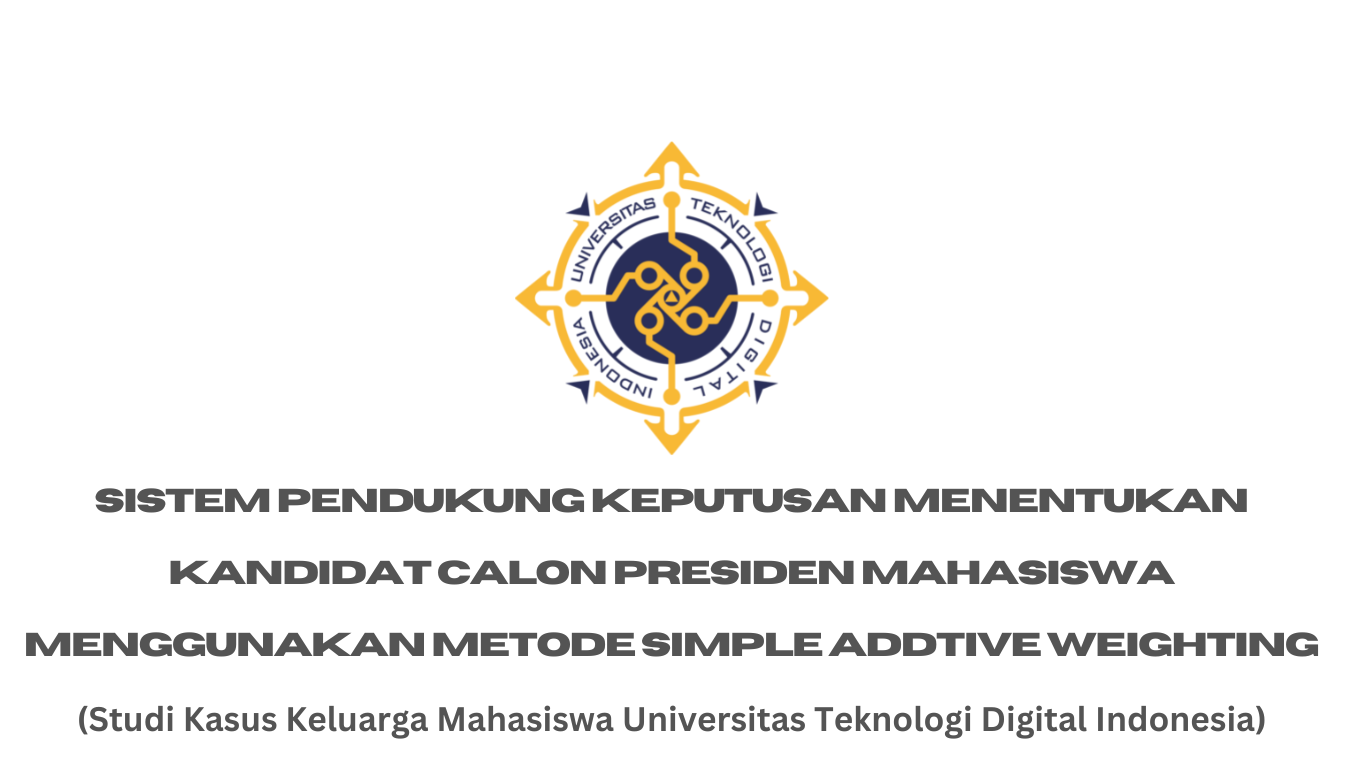 UNIVERSITAS TEKNOLOGI DIGITAL INDONESIA
SISTEM PENDUKUNG KEPUTUSAN MENENTUKAN
KANDIDAT CALON PRESIDEN MAHASISWA
MENGGUNAKAN METODE SIMPLE ADDTIVE WEIGHTING
(Studi Kasus Keluarga Mahasiswa Universitas Teknologi Digital Indonesia)